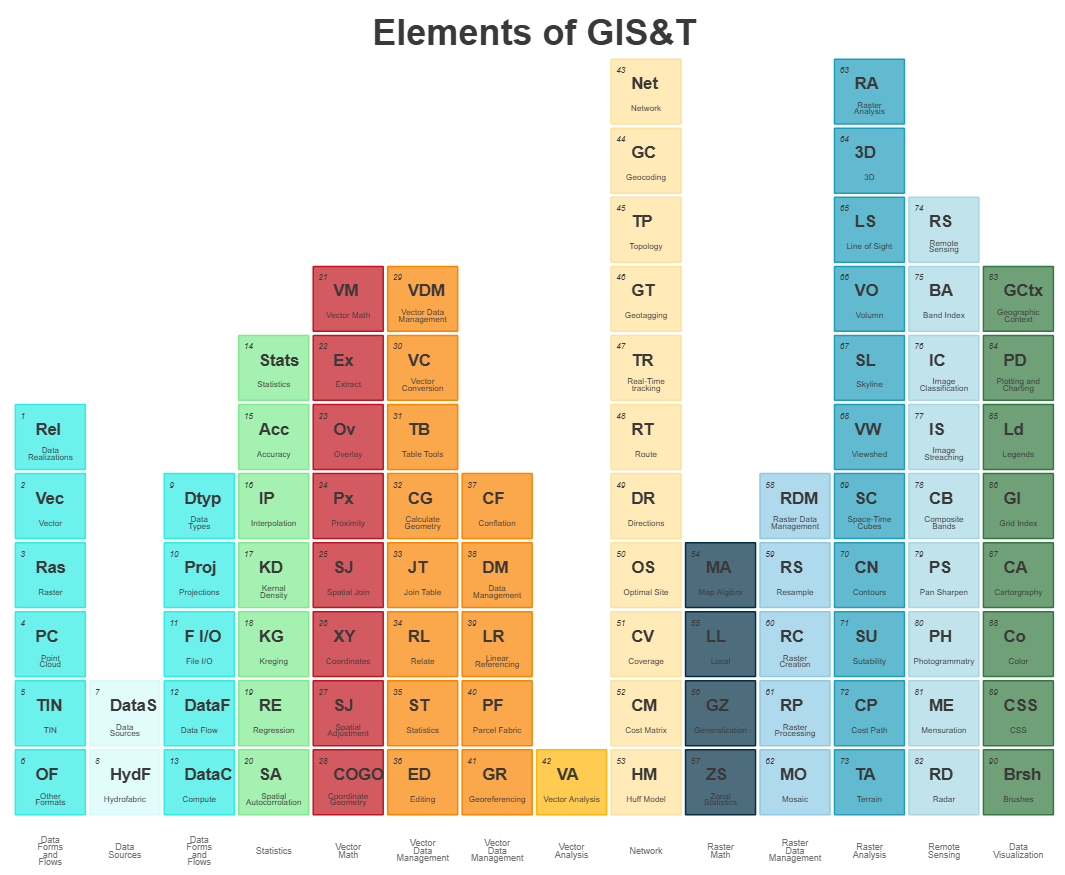 Elements of GIS&T
1
Rel
Data
Realizations
2
Vec
Vector
3
Ras
Raster
4
PC
Point
Cloud
5
TIN
TIN
6
OF
Other
Formats
7
DataS
Data
Sources
8
HydF
Hydrofabric
9
Dtyp
Data
Types
10
Proj
Projections
11
F I/O
File I/O
12
DataF
Data Flow
13
DataC
Compute
14
Stats
Statistics
15
Acc
Accuracy
16
IP
Interpolation
17
KD
Kernal
Density
18
KG
Kreging
19
RE
Regression
20
SA
Spatial
Autocorrolation
21
VM
Vector Math
22
Ex
Extract
23
Ov
Overlay
24
Px
Proximity
25
SJ
Spatial Join
26
XY
Coordinates
27
SJ
Spatial
Adjustment
28
COGO
Coordinate
Geometry
29
VDM
Vector Data
Management
30
VC
Vector
Conversion
31
TB
Table Tools
32
CG
Calculate
Geometry
33
JT
Join Table
34
RL
Relate
35
ST
Statistics
36
ED
Editing
37
CF
Conflation
38
DM
Data
Management
39
LR
Linear
Referencing
40
PF
Parcel Fabric
41
GR
Georeferencing
42
VA
Vector Analysis
43
Net
Network
44
GC
Geocoding
45
TP
Topology
46
GT
Geotagging
47
TR
Real-Time
tracking
48
RT
Route
49
DR
Directions
50
OS
Optimal Site
51
CV
Coverage
52
CM
Cost Matrix
53
HM
Huff Model
54
MA
Map Algibra
55
LL
Local
56
GZ
Generalization
57
ZS
Zonal
Statistics
58
RDM
Raster Data
Management
59
RS
Resample
60
RC
Raster
Creation
61
RP
Raster
Processing
62
MO
Mosaic
63
RA
Raster
Analysis
64
3D
3D
65
LS
Line of Sight
66
VO
Volumn
67
SL
Skyline
68
VW
Viewshed
69
SC
Space-Time
Cubes
70
CN
Contours
71
SU
Sutability
72
CP
Cost Path
73
TA
Terrain
74
RS
Remote
Sensing
75
BA
Band Index
76
IC
Image
Classification
77
IS
Image
Streaching
78
CB
Composite
Bands
79
PS
Pan Sharpen
80
PH
Photogrammatry
81
ME
Mensuration
82
RD
Radar
83
GCtx
Geographic
Context
84
PD
Plotting and
Charting
85
Ld
Legends
86
GI
Grid Index
87
CA
Cartorgraphy
88
Co
Color
89
CSS
CSS
90
Brsh
Brushes
Data
Forms
and
Flows
Data
Sources
Data
Forms
and
Flows
Statistics
Vector
Math
Vector
Data
Management
Vector
Data
Management
Vector
Analysis
Network
Raster
Math
Raster
Data
Management
Raster
Analysis
Remote
Sensing
Data
Visualization